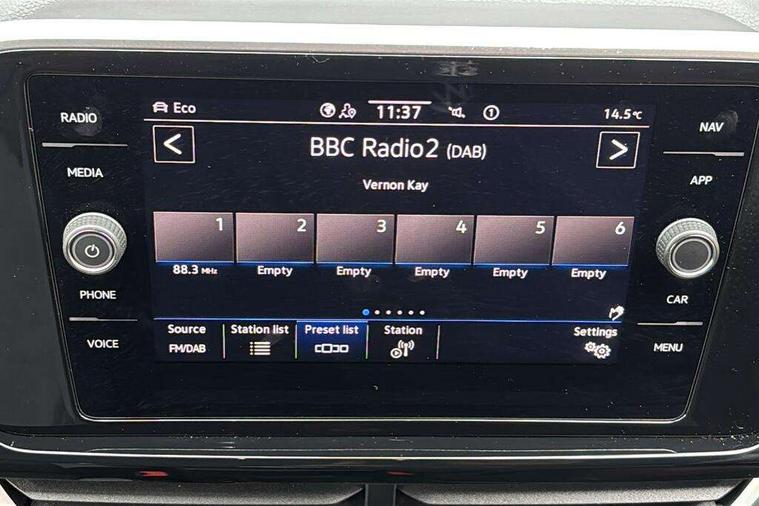 RADIO
MEDIA
PHONE
VOICE
Eco
11:37
1
14.5°C
BBC Radio2 (DAB)
Vernon Kay
1 2 3 4 5 6
88.3 MHz Empty Empty Empty Empty Empty
Source Station list Preset list Station Settings
FM/DAB
NAV
APP
CAR
MENU